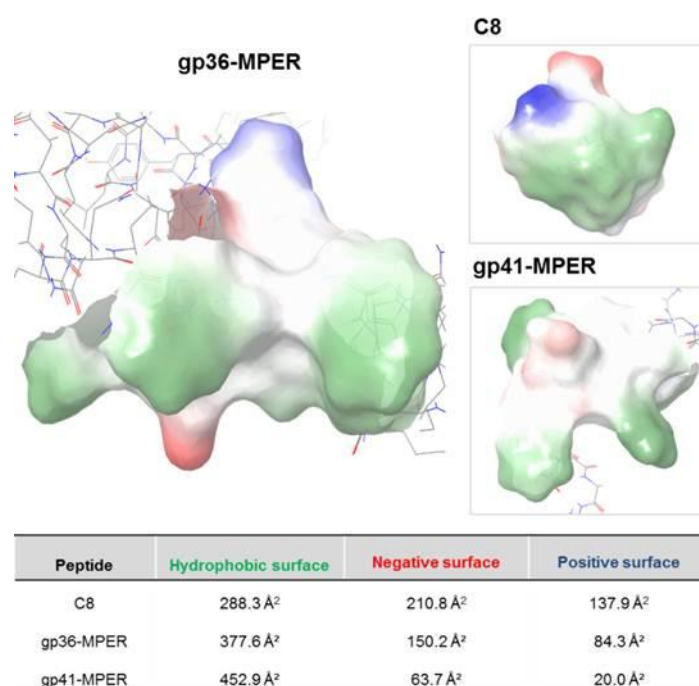 gp36-MPER
C8
gp41-MPER
Peptide Hydrophobic surface Negative surface Positive surface
C8 288.3 Å² 210.8 Å² 137.9 Å²
gp36-MPER 377.6 Å² 150.2 Å² 84.3 Å²
gp41-MPER 452.9 Å² 63.7 Å² 20.0 Å²